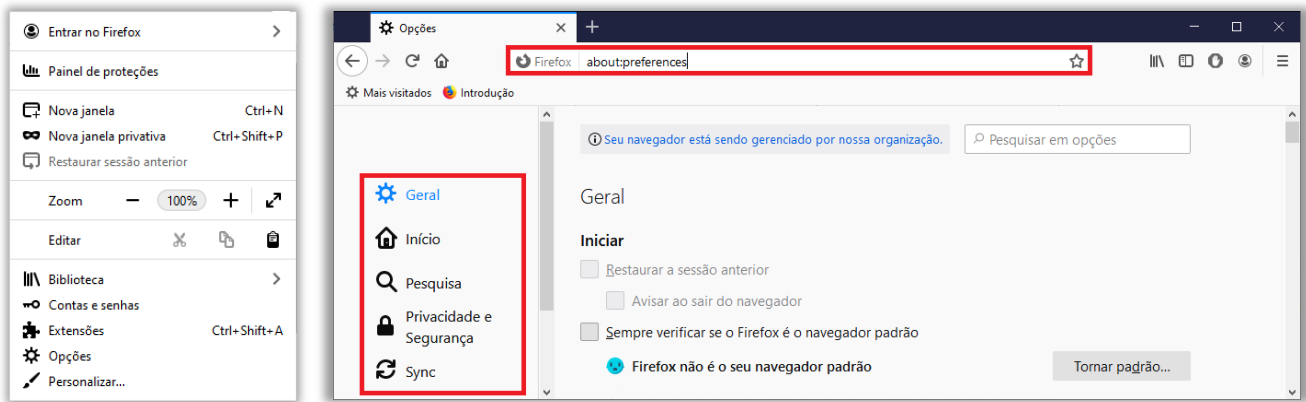 Entrar no Firefox
Painel de proteções
Nova janela Ctrl+N
Nova janela privativa Ctrl+Shift+P
Restaurar sessão anterior
Zoom 100%
Editar
Biblioteca
Contas e senhas
Extensões Ctrl+Shift+A
Opções
Personalizar...
Opções
Firefox about:preferences
Mais visitados Introdução
Seu navegador está sendo gerenciado por nossa organização. Pesquisar em opções
Geral
Início
Pesquisa
Privacidade e
Segurança
Sync
Geral
Iniciar
Restaurar a sessão anterior
Avisar ao sair do navegador
Sempre verificar se o Firefox é o navegador padrão
Firefox não é o seu navegador padrão Tornar padrão...